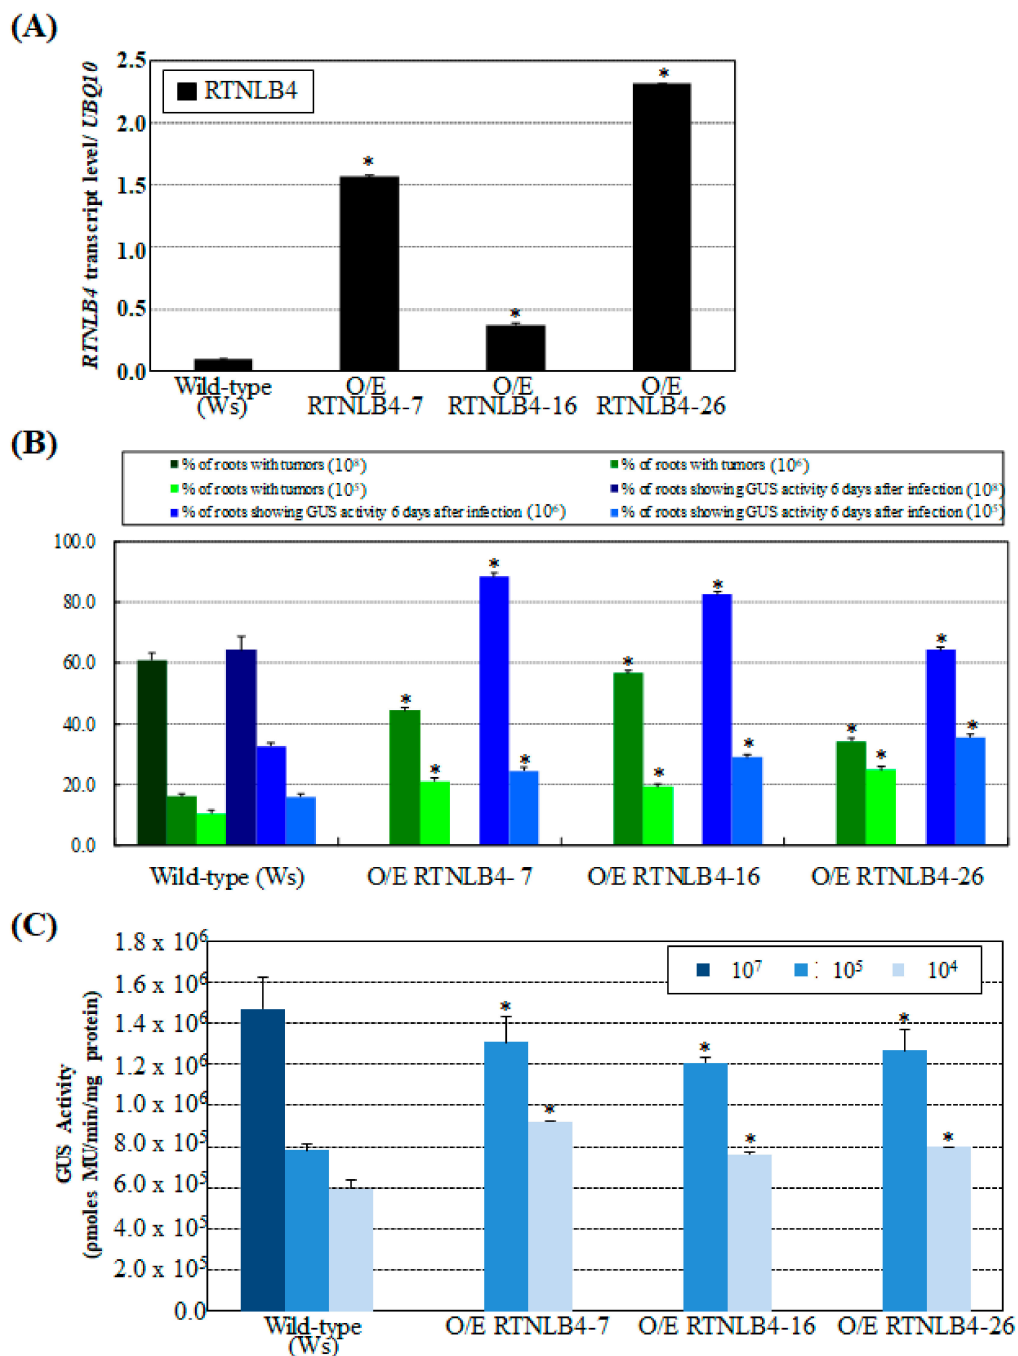 (A)
RTNLB4 transcript level/ UBQ10
2.5
2.0
1.5
1.0
0.5
0.0
RTNLB4
*
*
*
Wild-type
(Ws)
O/E
RTNLB4-7
O/E
RTNLB4-16
O/E
RTNLB4-26
(B)
% of roots with tumors (10⁸)
% of roots with tumors (10⁶)
% of roots with tumors (10⁵)
% of roots showing GUS activity 6 days after infection (10⁸)
% of roots showing GUS activity 6 days after infection (10⁶)
% of roots showing GUS activity 6 days after infection (10⁵)
100.0
80.0
60.0
40.0
20.0
0.0
* * * *
* * * *
* * * *
Wild-type (Ws)
O/E RTNLB4- 7
O/E RTNLB4-16
O/E RTNLB4-26
(C)
GUS Activity
(ρmoles MU/min/mg protein)
1.8 x 10⁶
1.6 x 10⁶
1.4 x 10⁶
1.2 x 10⁶
1.0 x 10⁶
8.0 x 10⁵
6.0 x 10⁵
4.0 x 10⁵
2.0 x 10⁵
0.0
10⁷
10⁵
10⁴
* *
* *
* *
Wild-type
(Ws)
O/E RTNLB4-7
O/E RTNLB4-16
O/E RTNLB4-26